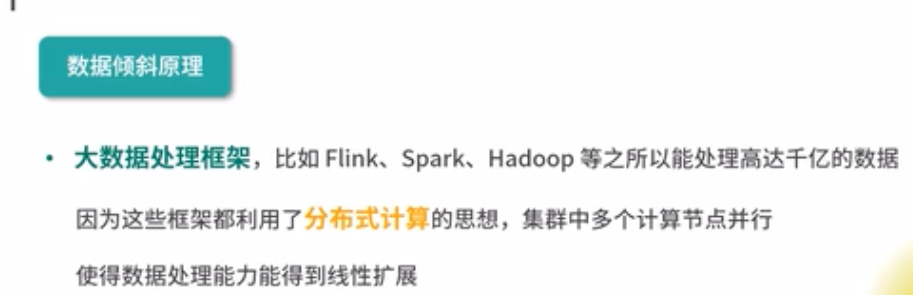 数据倾斜原理
• 大数据处理框架，比如 Flink、Spark、Hadoop 等之所以能处理高达千亿的数据
因为这些框架都利用了分布式计算的思想，集群中多个计算节点并行
使得数据处理能力能得到线性扩展